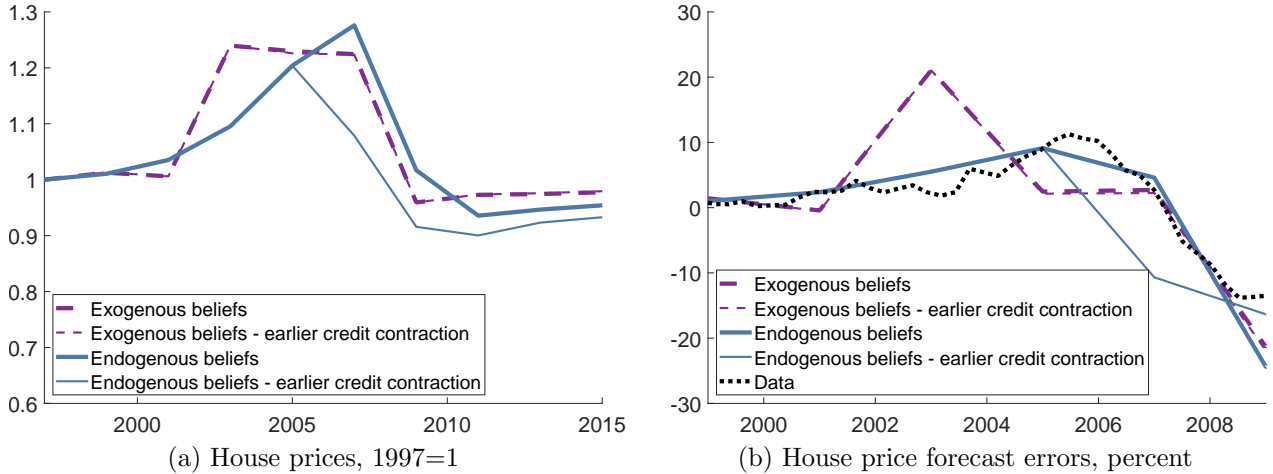 1.3
1.2
1.1
1
0.9
0.8
0.7
0.6
Exogenous beliefs
Exogenous beliefs - earlier credit contraction
Endogenous beliefs
Endogenous beliefs - earlier credit contraction
2000
2005
2010
2015
(a) House prices, 1997=1
30
20
10
0
-10
-20
-30
Exogenous beliefs
Exogenous beliefs - earlier credit contraction
Endogenous beliefs
Endogenous beliefs - earlier credit contraction
Data
2000
2002
2004
2006
2008
(b) House price forecast errors, percent